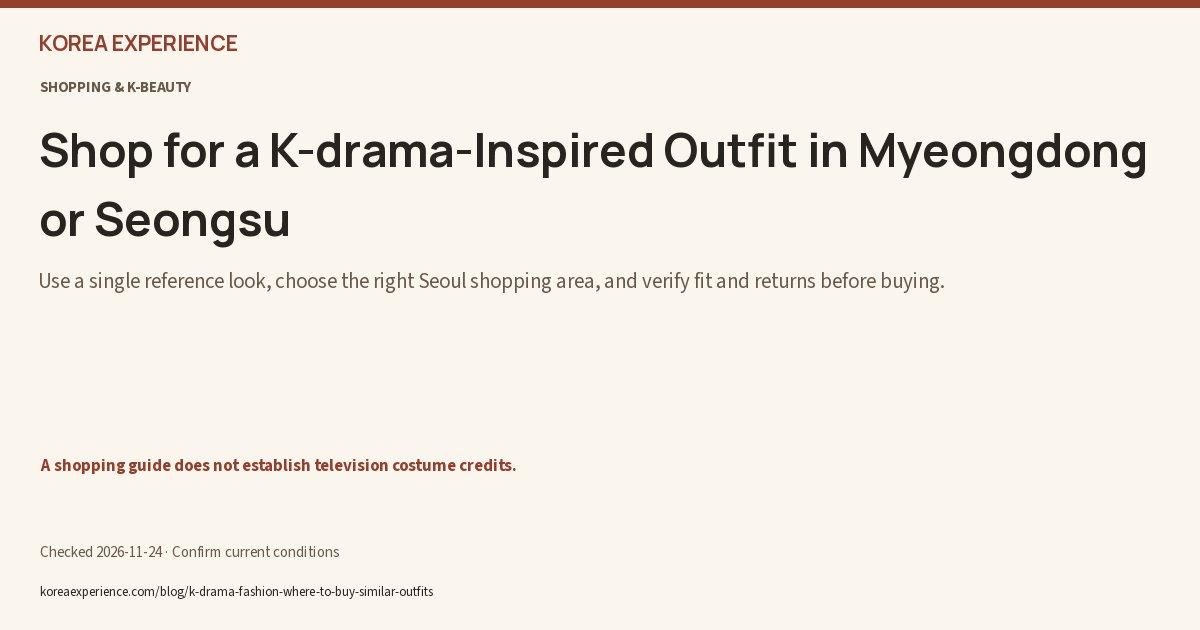 KOREA EXPERIENCE
SHOPPING & K-BEAUTY
Shop for a K-drama-Inspired Outfit in Myeongdong
or Seongsu
Use a single reference look, choose the right Seoul shopping area, and verify fit and returns before buying.
A shopping guide does not establish television costume credits.
Checked 2026-11-24 · Confirm current conditions
koreaexperience.com/blog/k-drama-fashion-where-to-buy-similar-outfits